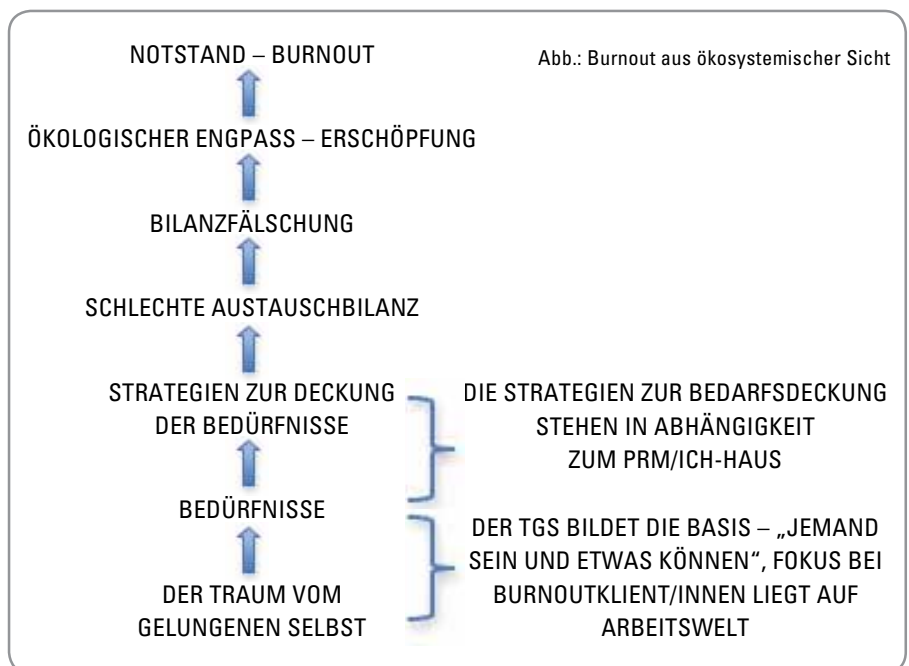 NOTSTAND – BURNOUT
Abb.: Burnout aus ökosystemischer Sicht
ÖKOLOGISCHER ENGPASS – ERSCHÖPFUNG
BILANZFÄLSCHUNG
SCHLECHTE AUSTAUSCHBILANZ
STRATEGIEN ZUR DECKUNG
DER BEDÜRFNISSE
DIE STRATEGIEN ZUR BEDARFSDECKUNG
STEHEN IN ABHÄNGIGKEIT
ZUM PRM/ICH-HAUS
BEDÜRFNISSE
DER TGS BILDET DIE BASIS – „JEMAND
SEIN UND ETWAS KÖNNEN“, FOKUS BEI
BURNOUTKLIENT/INNEN LIEGT AUF
ARBEITSWELT
DER TRAUM VOM
GELUNGENEN SELBST